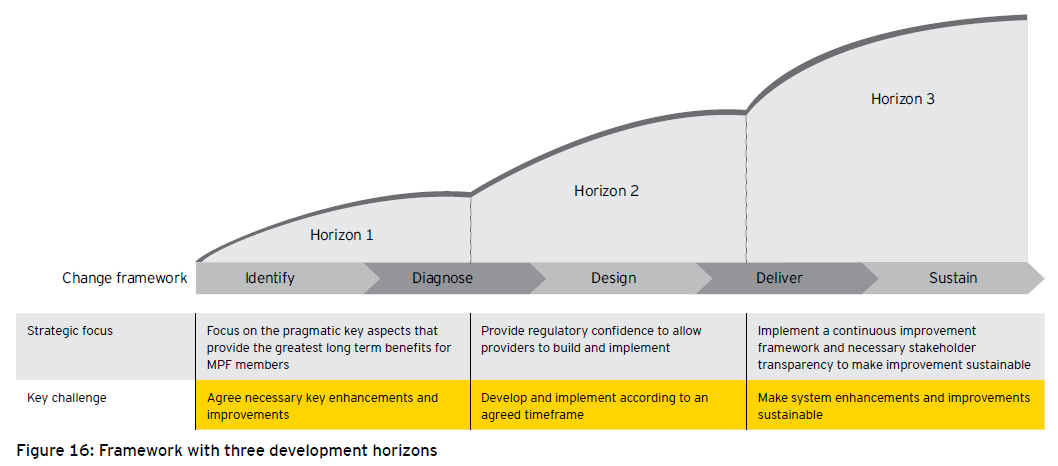 Horizon 3
Horizon 2
Horizon 1
Change framework
Identify
Diagnose
Design
Deliver
Sustain
Strategic focus
Focus on the pragmatic key aspects that
provide the greatest long term benefits for
MPF members
Provide regulatory confidence to allow
providers to build and implement
Implement a continuous improvement
framework and necessary stakeholder
transparency to make improvement sustainable
Key challenge
Agree necessary key enhancements and
improvements
Develop and implement according to an
agreed timeframe
Make system enhancements and improvements
sustainable
Figure 16: Framework with three development horizons